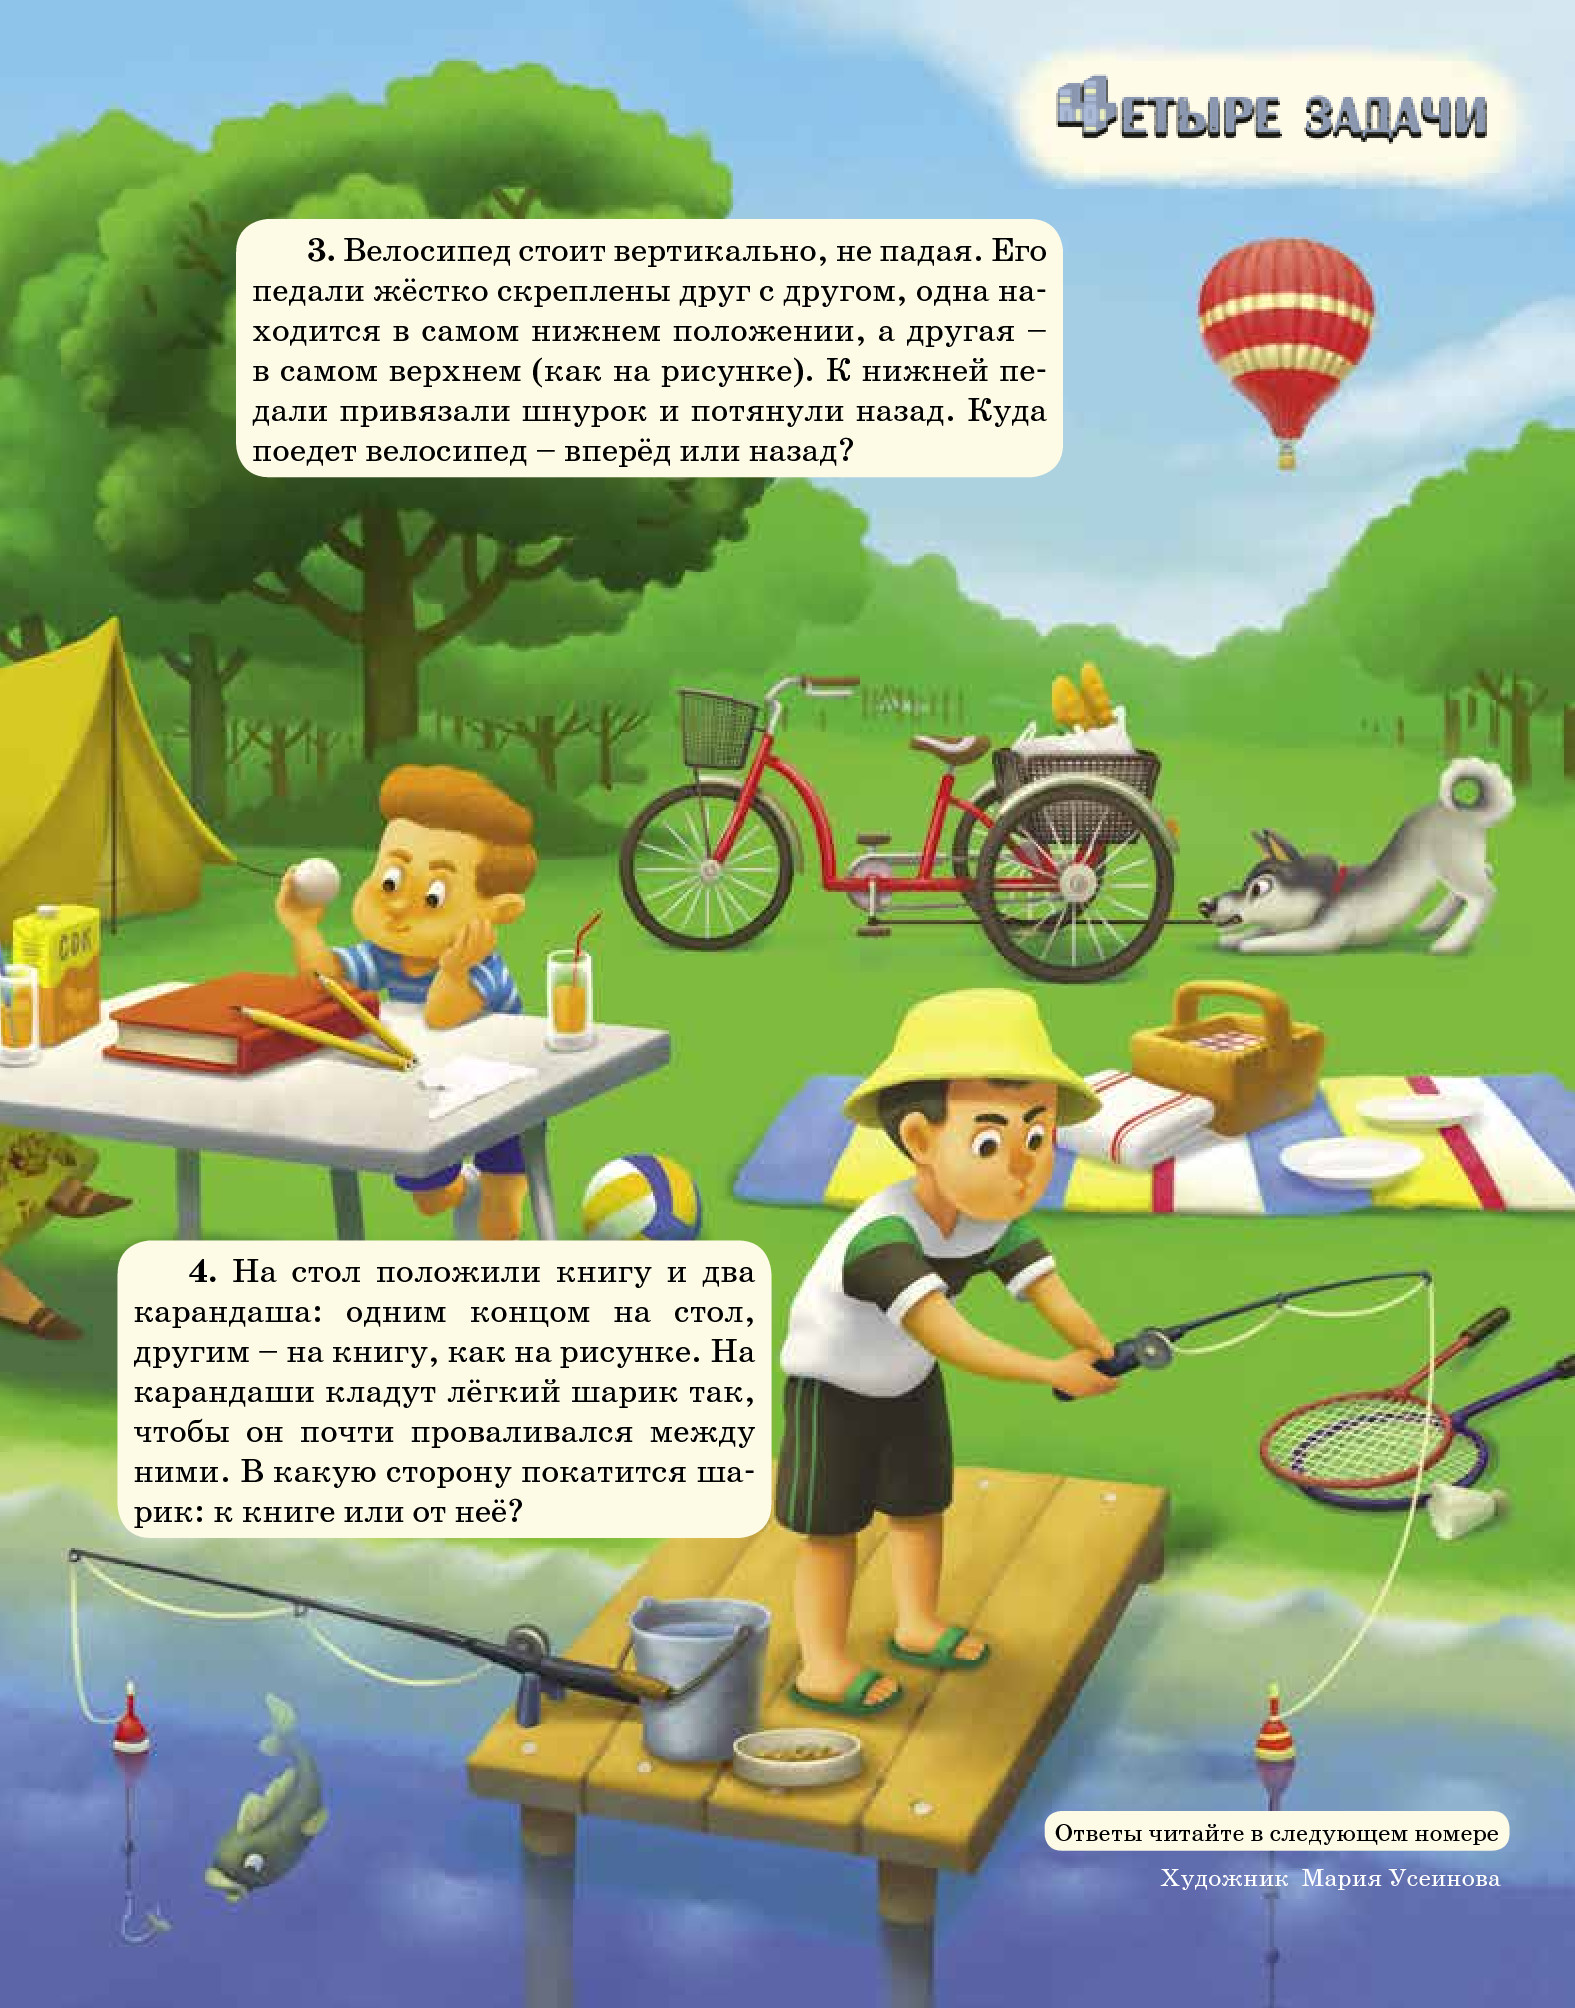 ЧЕТЫРЕ ЗАДАЧИ
3. Велосипед стоит вертикально, не падая. Его
педали жёстко скреплены друг с другом, одна на-
ходится в самом нижнем положении, а другая –
в самом верхнем (как на рисунке). К нижней пе-
дали привязали шнурок и потянули назад. Куда
поедет велосипед – вперёд или назад?
СОК
4. На стол положили книгу и два
карандаша: одним концом на стол,
другим – на книгу, как на рисунке. На
карандаши кладут лёгкий шарик так,
чтобы он почти проваливался между
ними. В какую сторону покатится ша-
рик: к книге или от неё?
Ответы читайте в следующем номере
Художник Мария Усеинова